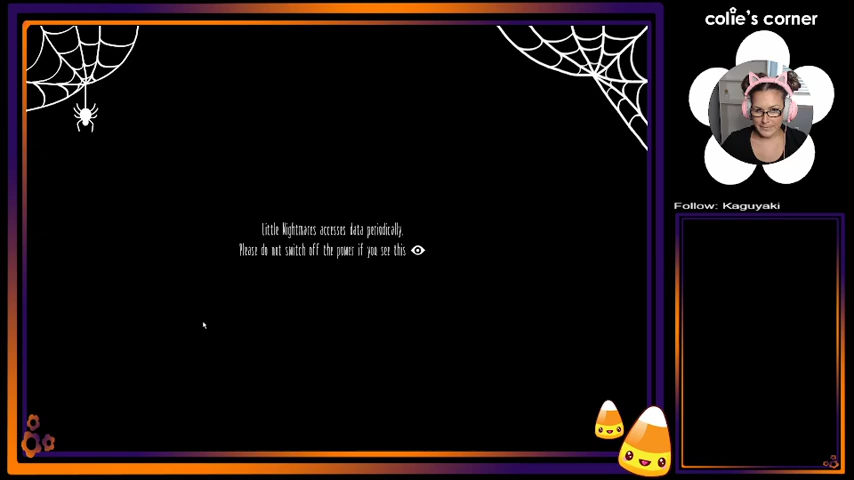 colie's corner
Little Nightmares accesses data periodically.
Please do not switch off the power if you see this
Follow: Kaguyaki